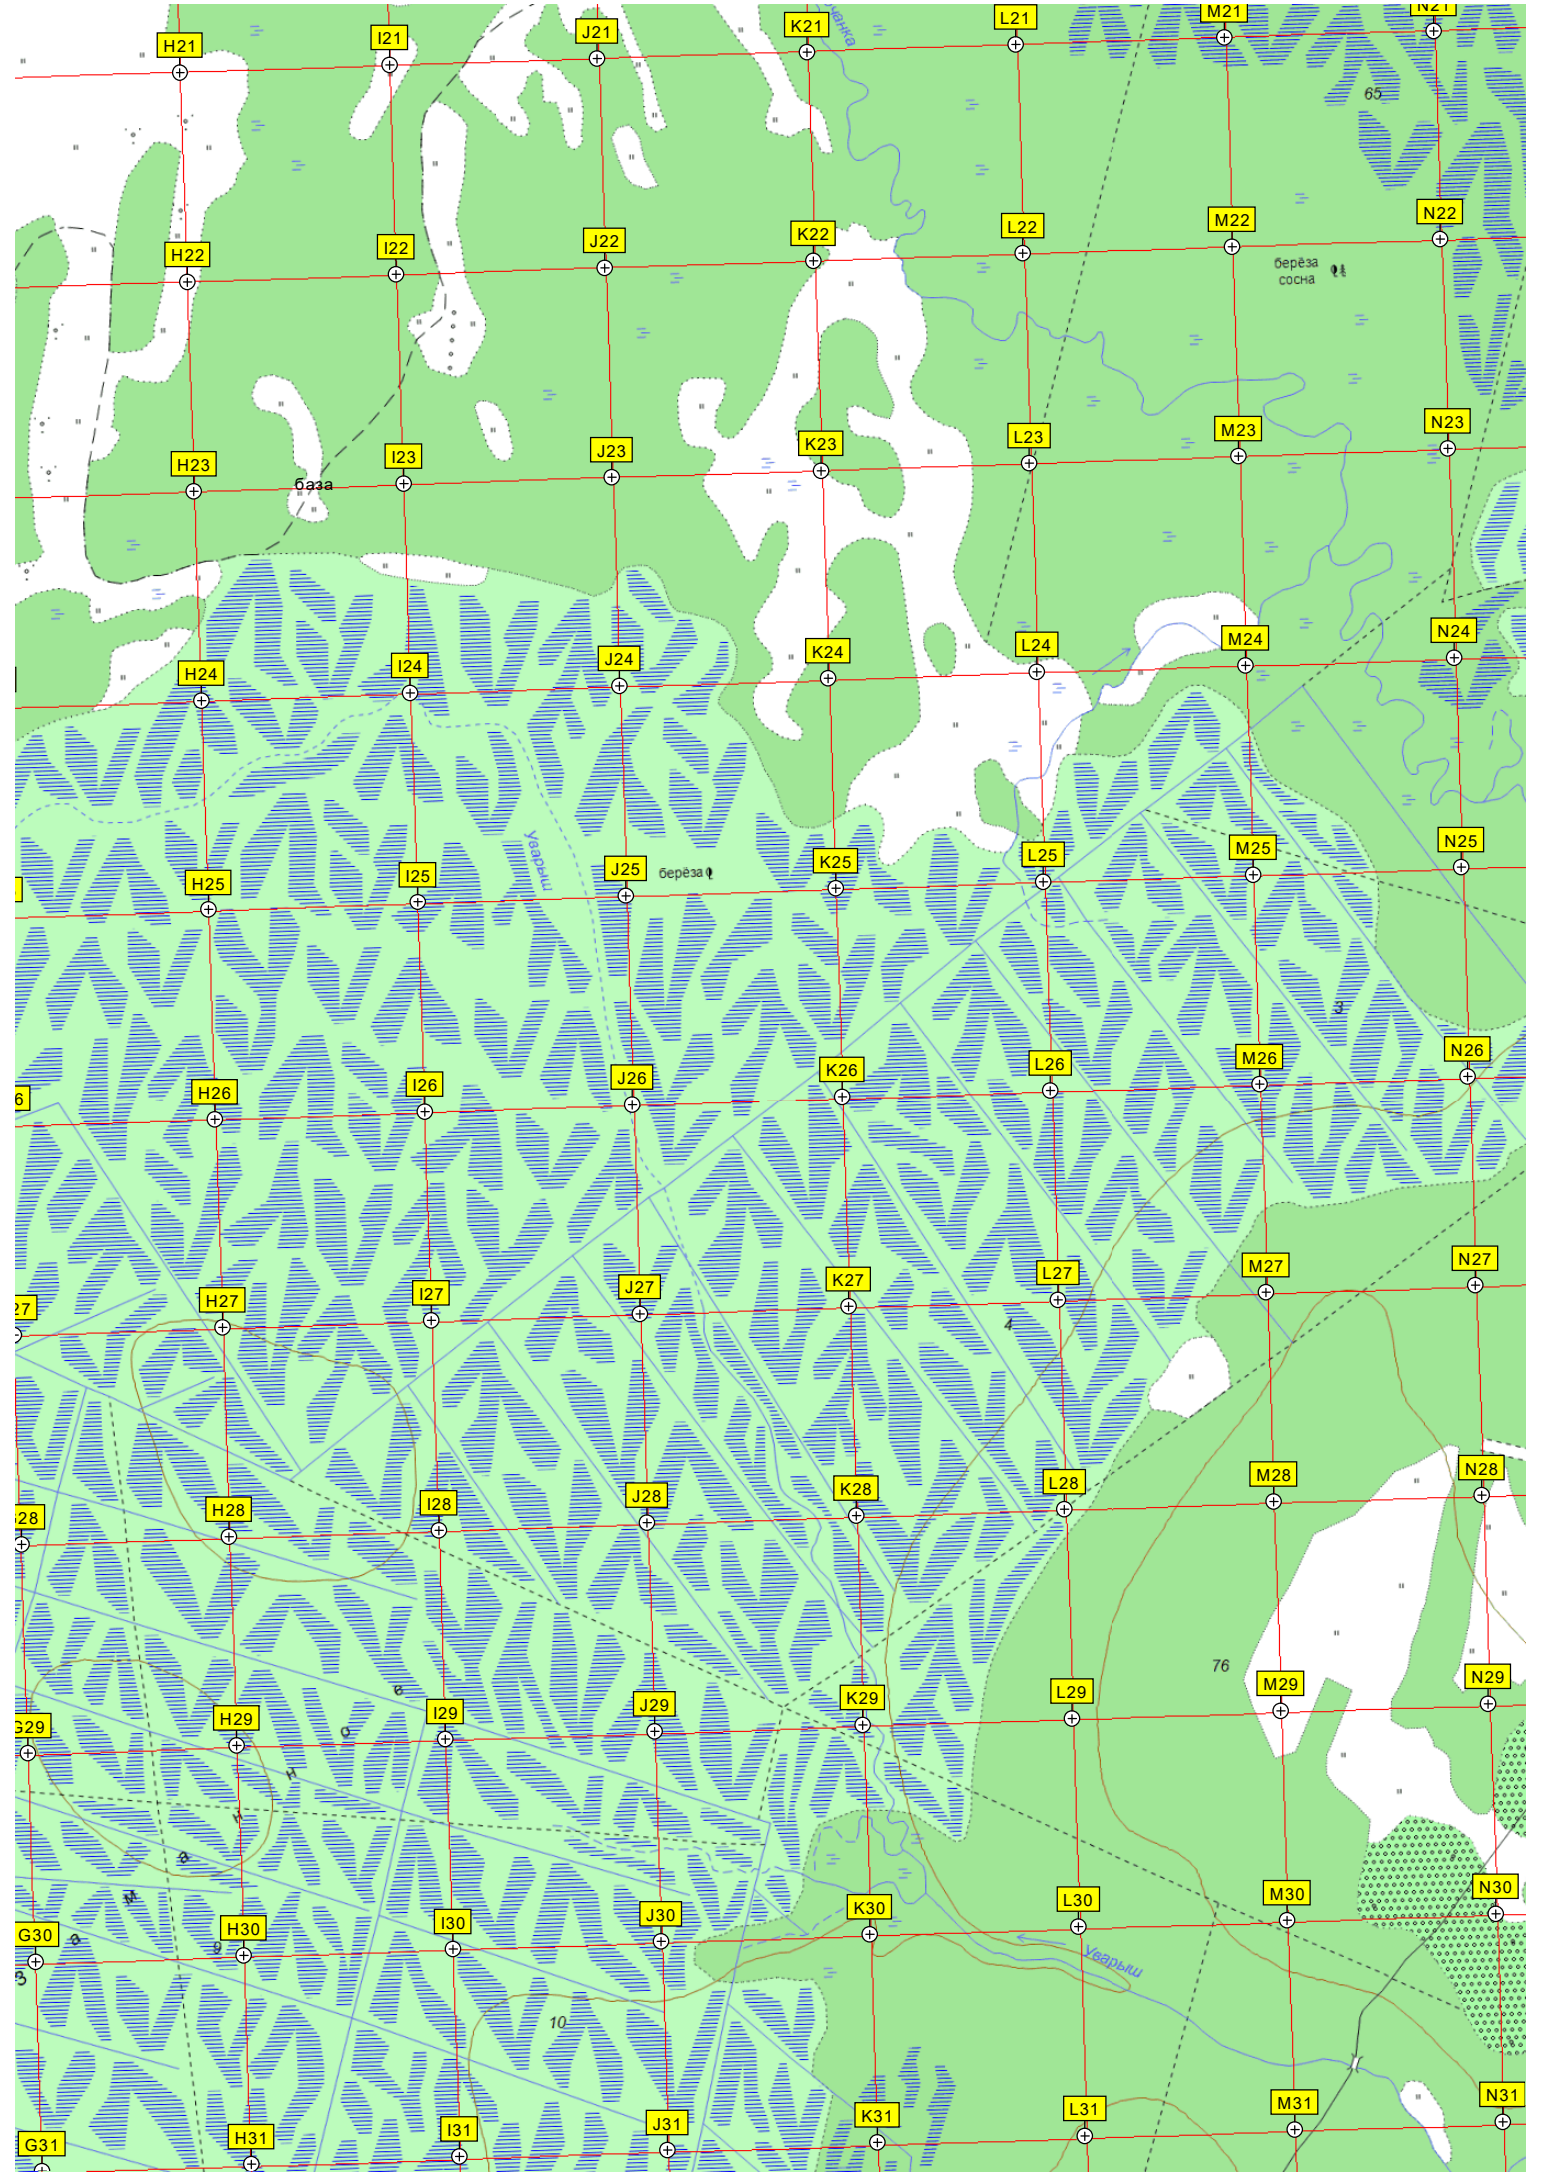 H21 I21 J21 K21 L21 M21 N21
65
H22 I22 J22 K22 L22 M22 N22
берёза
сосна
H23 I23 J23 K23 L23 M23 N23
база
H24 I24 J24 K24 L24 M24 N24
Уварыш
H25 I25 J25 берёза K25 L25 M25 N25
3
H26 I26 J26 K26 L26 M26 N26
H27 I27 J27 K27 L27 M27 N27
4
H28 I28 J28 K28 L28 M28 N28
76
G29 H29 I29 J29 K29 L29 M29 N29
З а м а н н о е
G30 H30 I30 J30 K30 L30 M30 N30
9
Уварыш
10
G31 H31 I31 J31 K31 L31 M31 N31